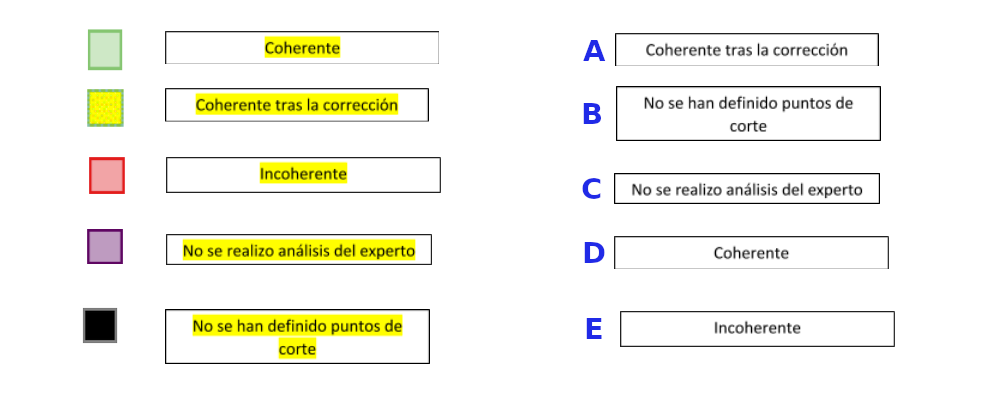 Coherente
Coherente tras la corrección
Incoherente
No se realizo análisis del experto
No se han definido puntos de
corte
A Coherente tras la corrección
B No se han definido puntos de
corte
C No se realizo análisis del experto
D Coherente
E Incoherente